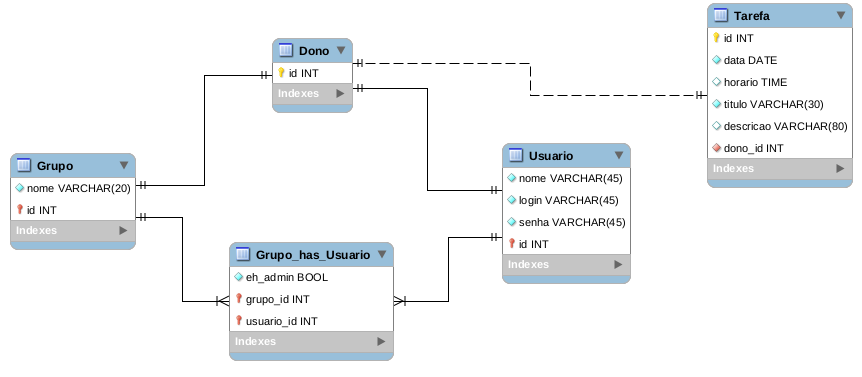 Tarefa
id INT
data DATE
horario TIME
titulo VARCHAR(30)
descricao VARCHAR(80)
dono_id INT
Indexes
Dono
id INT
Indexes
Grupo
nome VARCHAR(20)
id INT
Indexes
Usuario
nome VARCHAR(45)
login VARCHAR(45)
senha VARCHAR(45)
id INT
Indexes
Grupo_has_Usuario
eh_admin BOOL
grupo_id INT
usuario_id INT
Indexes